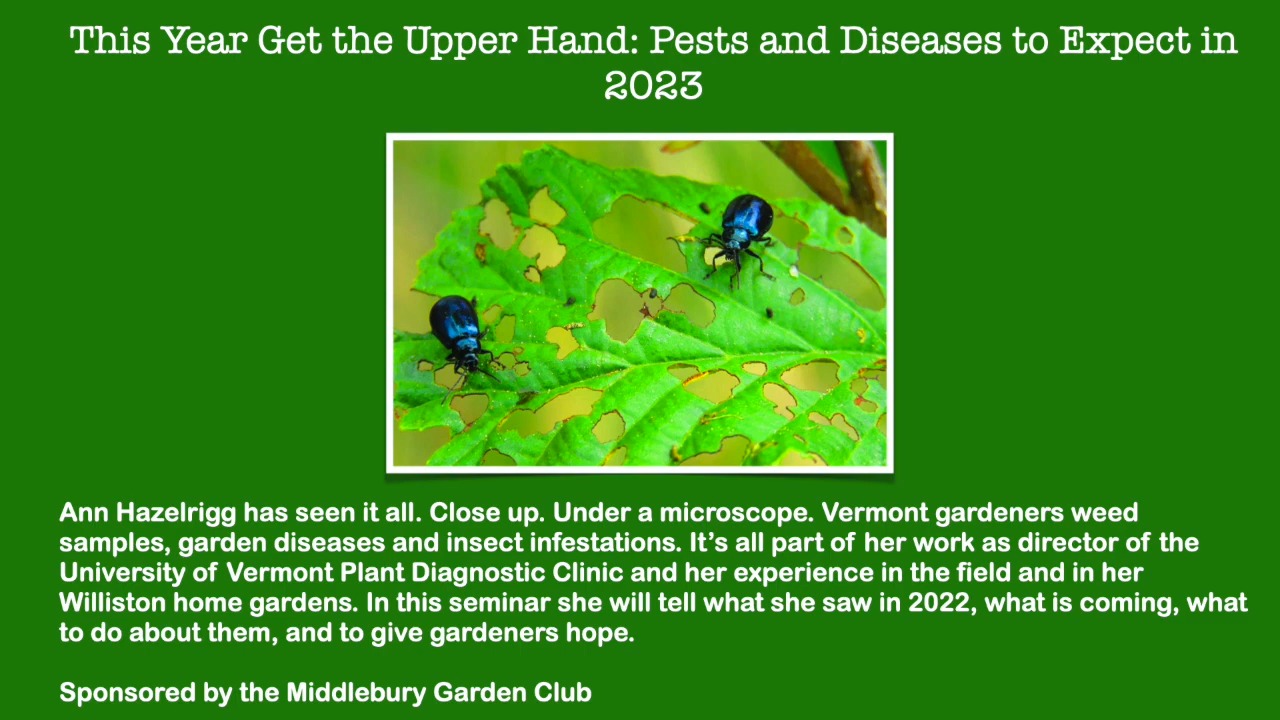 This Year Get the Upper Hand: Pests and Diseases to Expect in
2023
Ann Hazelrigg has seen it all. Close up. Under a microscope. Vermont gardeners weed
samples, garden diseases and insect infestations. It’s all part of her work as director of the
University of Vermont Plant Diagnostic Clinic and her experience in the field and in her
Williston home gardens. In this seminar she will tell what she saw in 2022, what is coming, what
to do about them, and to give gardeners hope.
Sponsored by the Middlebury Garden Club